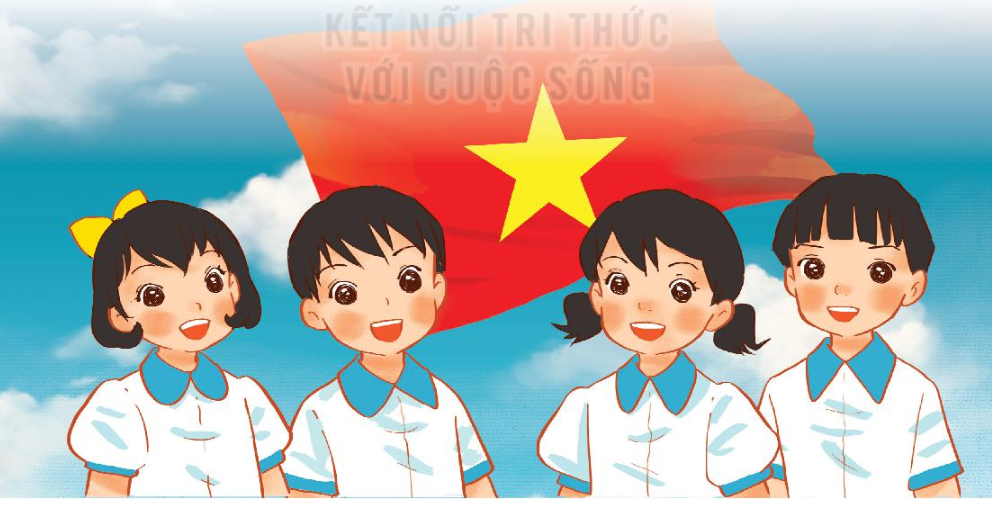 KẾT NỐI TRI THỨC
VỚI CUỘC SỐNG